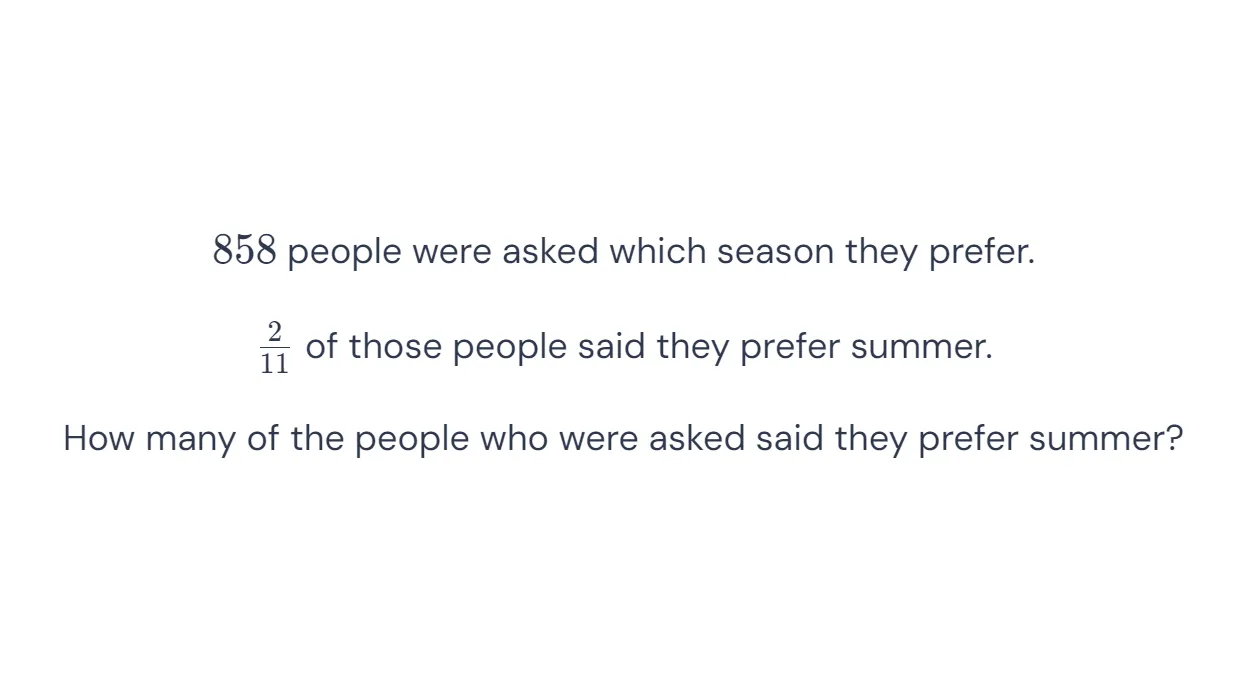 858 people were asked which season they prefer.
2/11 of those people said they prefer summer.
How many of the people who were asked said they prefer summer?